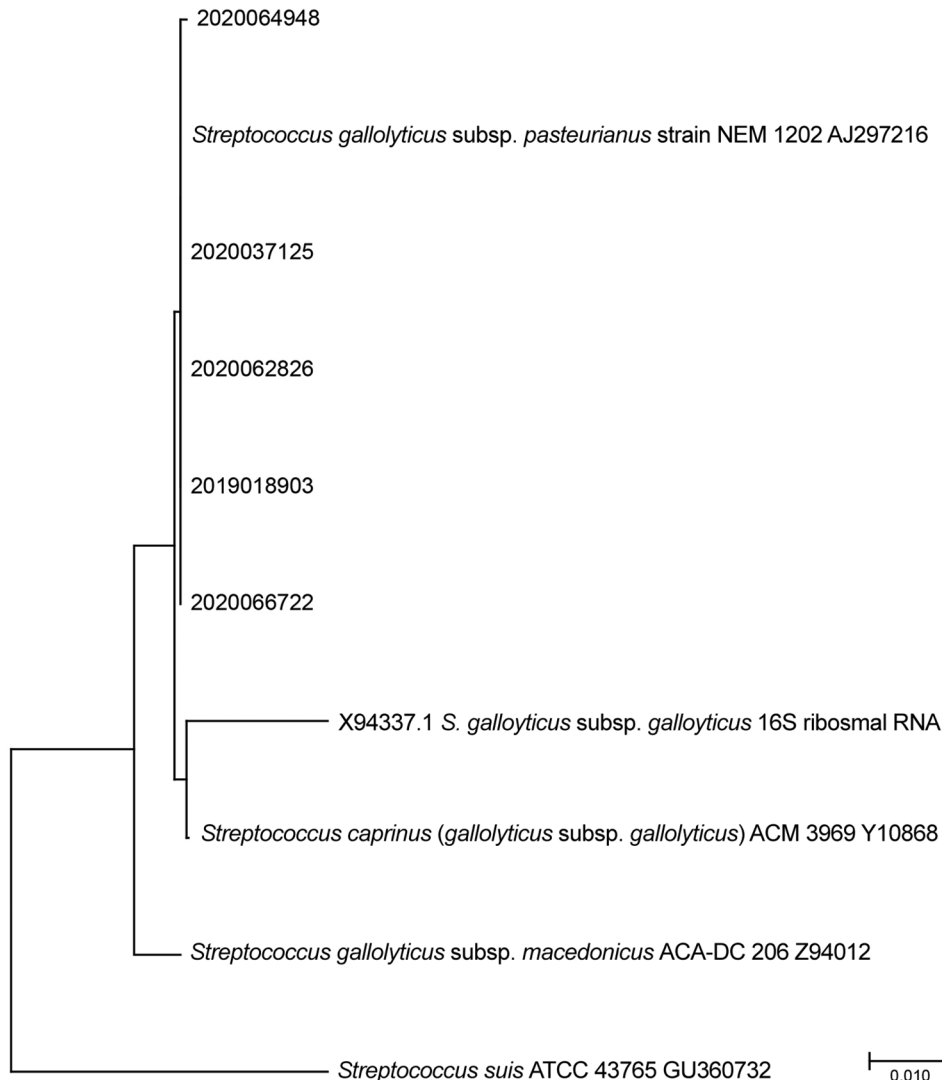 2020064948
Streptococcus gallolyticus subsp. pasteurianus strain NEM 1202 AJ297216
2020037125
2020062826
2019018903
2020066722
X94337.1 S. galloyticus subsp. galloyticus 16S ribosmal RNA
Streptococcus caprinus (gallolyticus subsp. gallolyticus) ACM 3969 Y10868
Streptococcus gallolyticus subsp. macedonicus ACA-DC 206 Z94012
Streptococcus suis ATCC 43765 GU360732
0.010